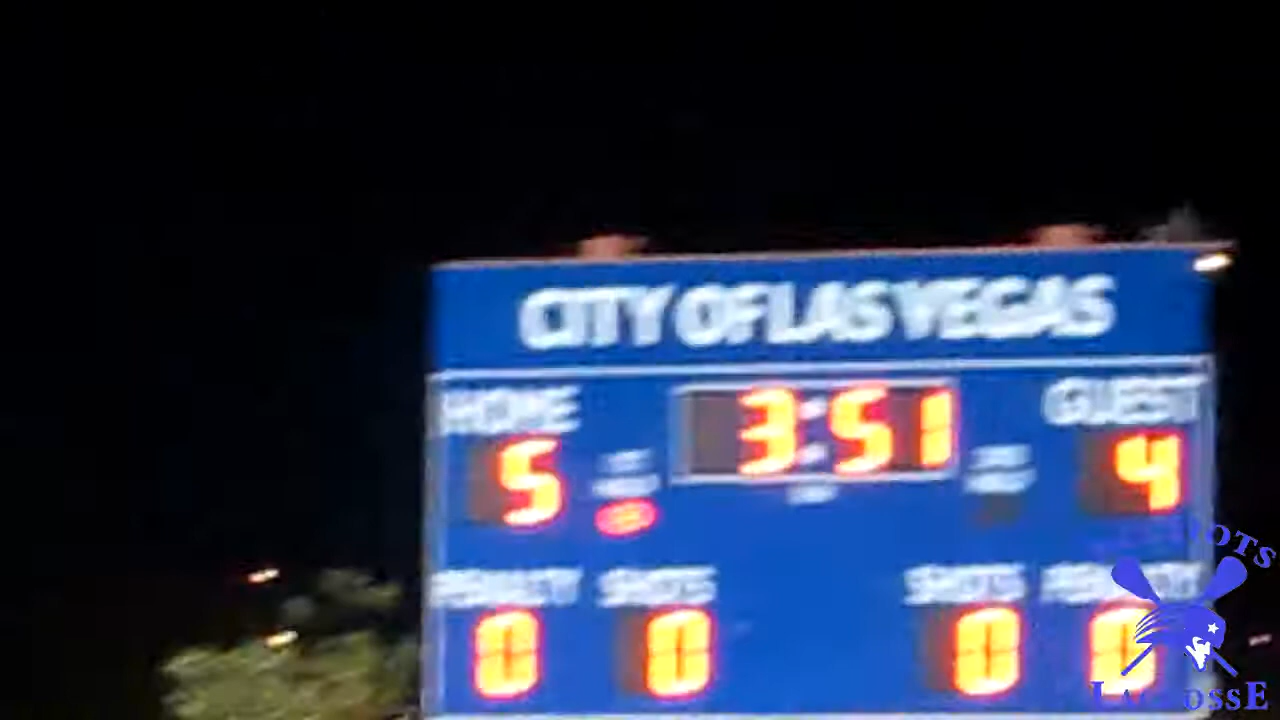 CITY OF LAS VEGAS
HOME 3:51 GUEST
5 4
PENALTY SHOTS SHOTS PENALTY
0 0 0 0
LACROSSE